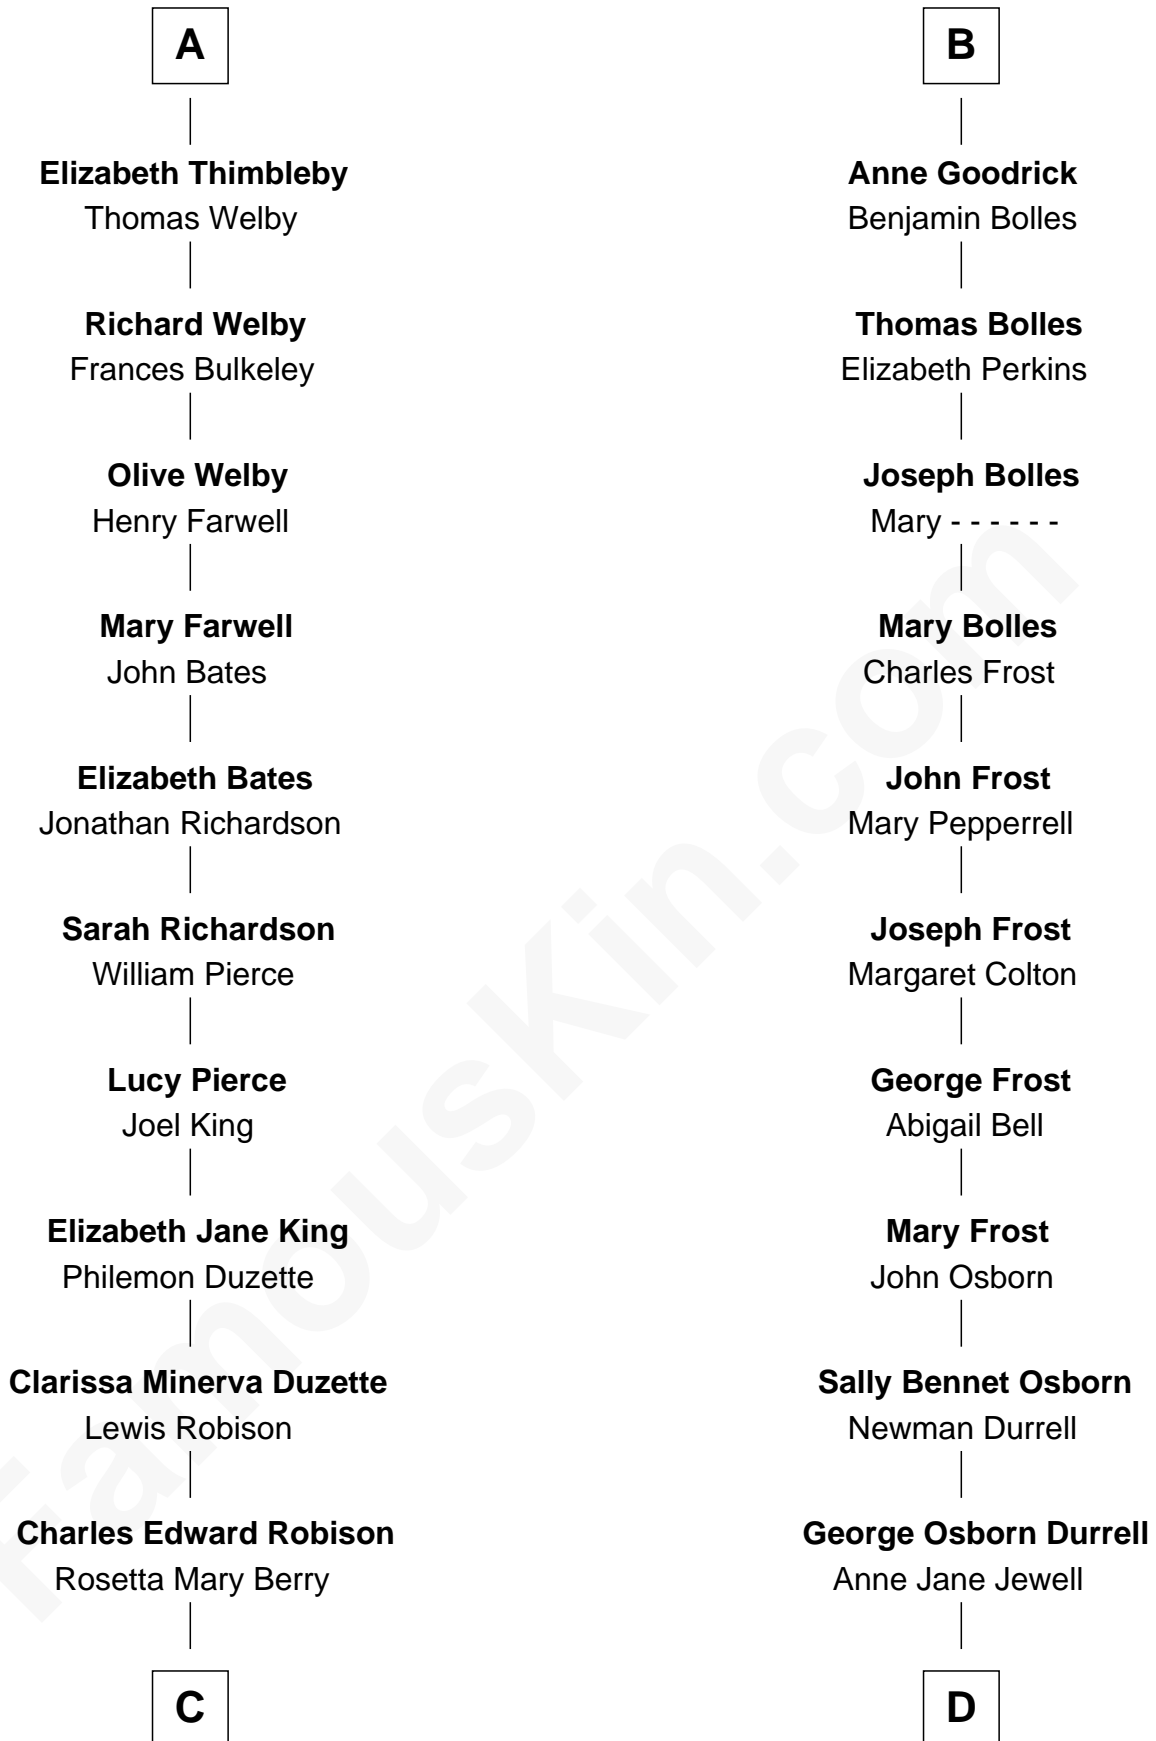 A
Elizabeth Thimbleby
Thomas Welby
Richard Welby
Frances Bulkeley
Olive Welby
Henry Farwell
Mary Farwell
John Bates
Elizabeth Bates
Jonathan Richardson
Sarah Richardson
William Pierce
Lucy Pierce
Joel King
Elizabeth Jane King
Philemon Duzette
Clarissa Minerva Duzette
Lewis Robison
Charles Edward Robison
Rosetta Mary Berry
C
B
Anne Goodrick
Benjamin Bolles
Thomas Bolles
Elizabeth Perkins
Joseph Bolles
Mary - - - - - -
Mary Bolles
Charles Frost
John Frost
Mary Pepperrell
Joseph Frost
Margaret Colton
George Frost
Abigail Bell
Mary Frost
John Osborn
Sally Bennet Osborn
Newman Durrell
George Osborn Durrell
Anne Jane Jewell
D
FamousKin.com